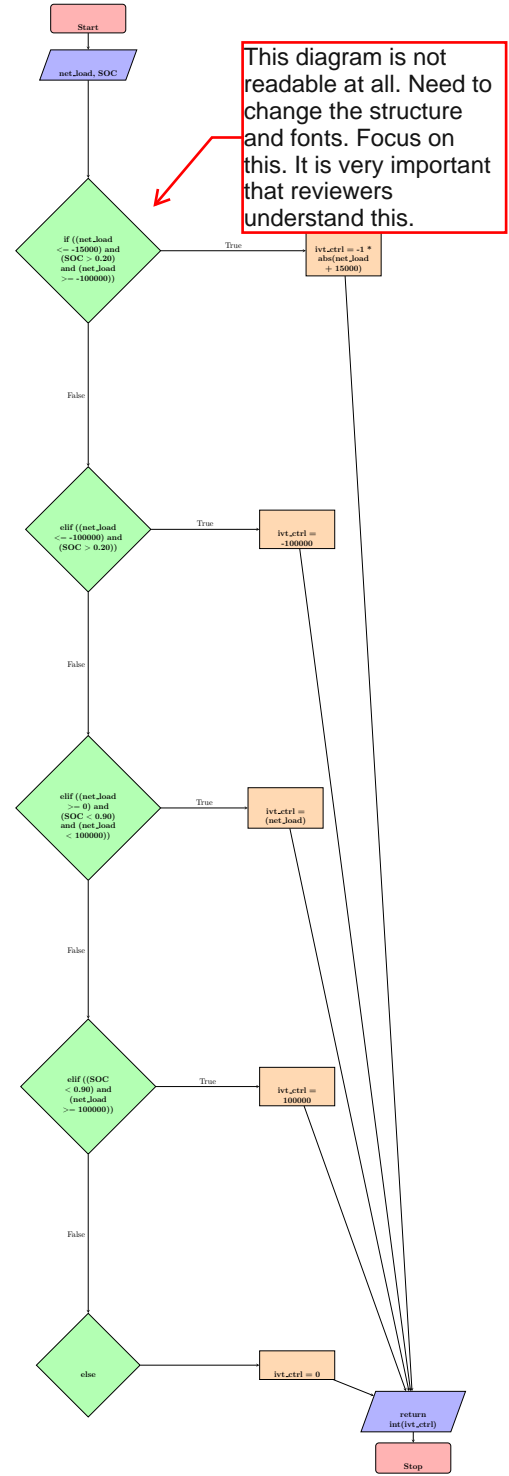 Start
net_load, SOC
This diagram is not
readable at all. Need to
change the structure
and fonts. Focus on
this. It is very important
that reviewers
understand this.
if ((net_load
<= -15000) and
(SOC > 0.20)
and (net_load
>= -100000))
True
ivt_ctrl = -1 *
abs(net_load
+ 15000)
False
elif ((net_load
<= -100000) and
(SOC > 0.20))
True
ivt_ctrl =
-100000
False
elif ((net_load
>= 0) and
(SOC < 0.90)
and (net_load
< 100000))
True
ivt_ctrl =
(net_load)
False
elif ((SOC
< 0.90) and
(net_load
>= 100000))
True
ivt_ctrl =
100000
False
else
ivt_ctrl = 0
return
int(ivt_ctrl)
Stop